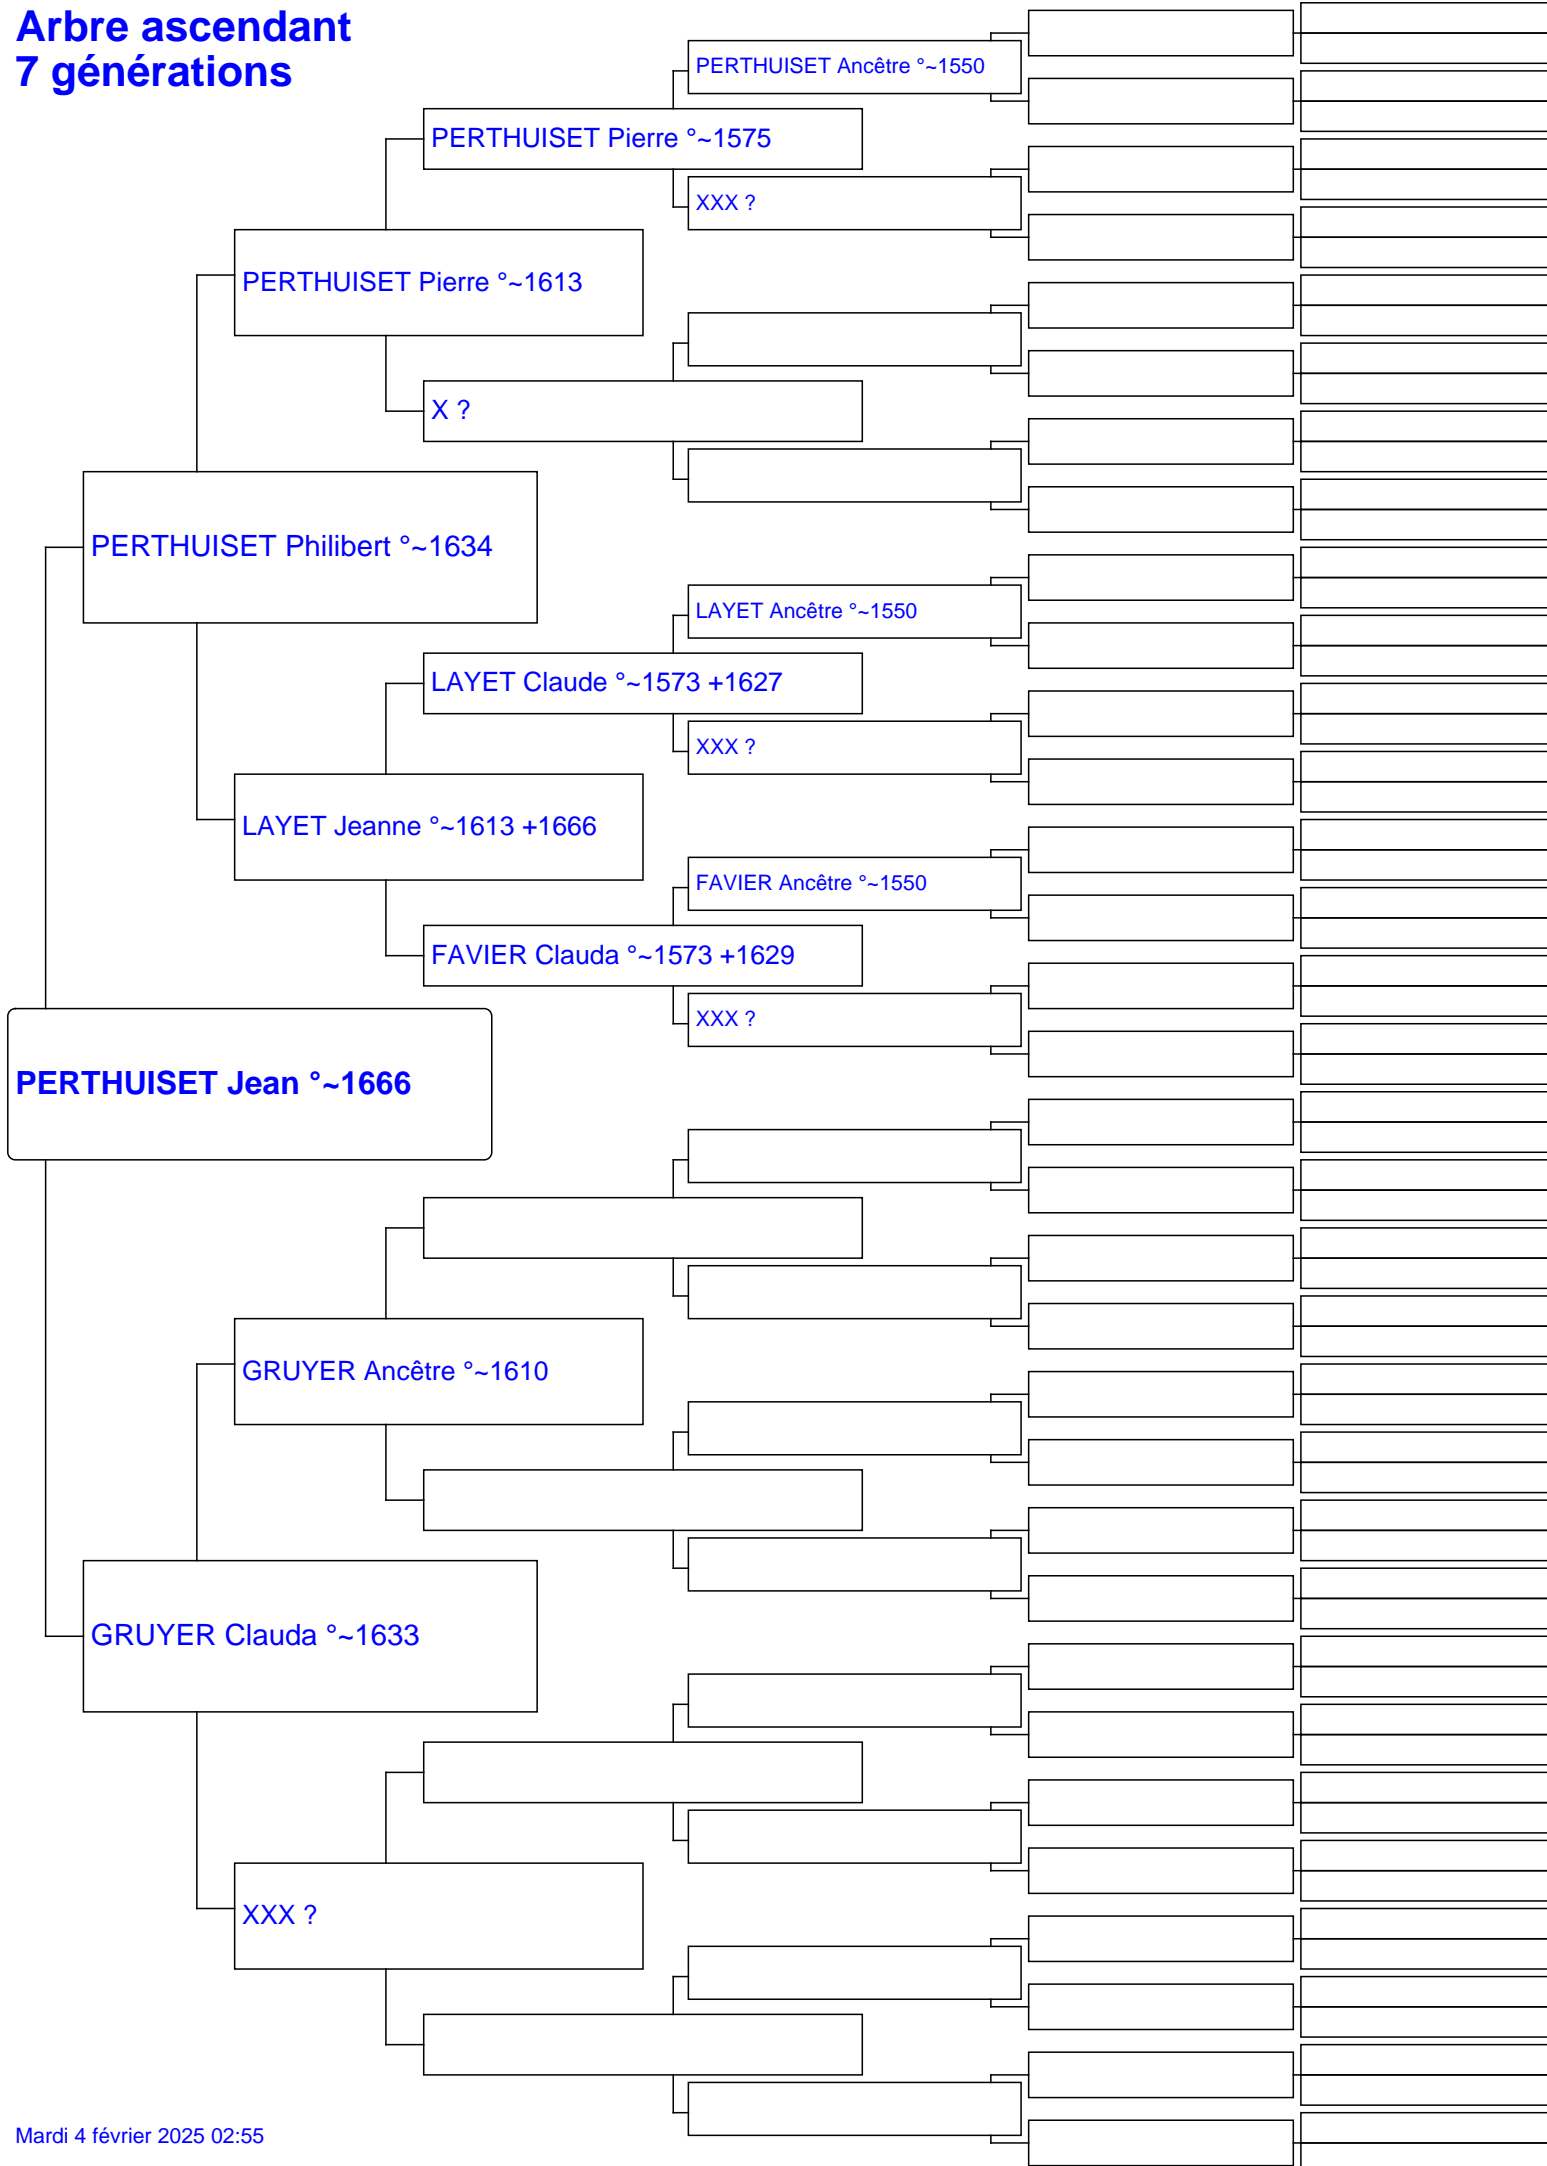 Arbre ascendant
7 générations
PERTHUISET Ancêtre °~1550
PERTHUISET Pierre °~1575
XXX ?
PERTHUISET Pierre °~1613
X ?
PERTHUISET Philibert °~1634
LAYET Ancêtre °~1550
LAYET Claude °~1573 +1627
XXX ?
LAYET Jeanne °~1613 +1666
FAVIER Ancêtre °~1550
FAVIER Clauda °~1573 +1629
XXX ?
PERTHUISET Jean °~1666
GRUYER Ancêtre °~1610
GRUYER Clauda °~1633
XXX ?
Mardi 4 février 2025 02:55